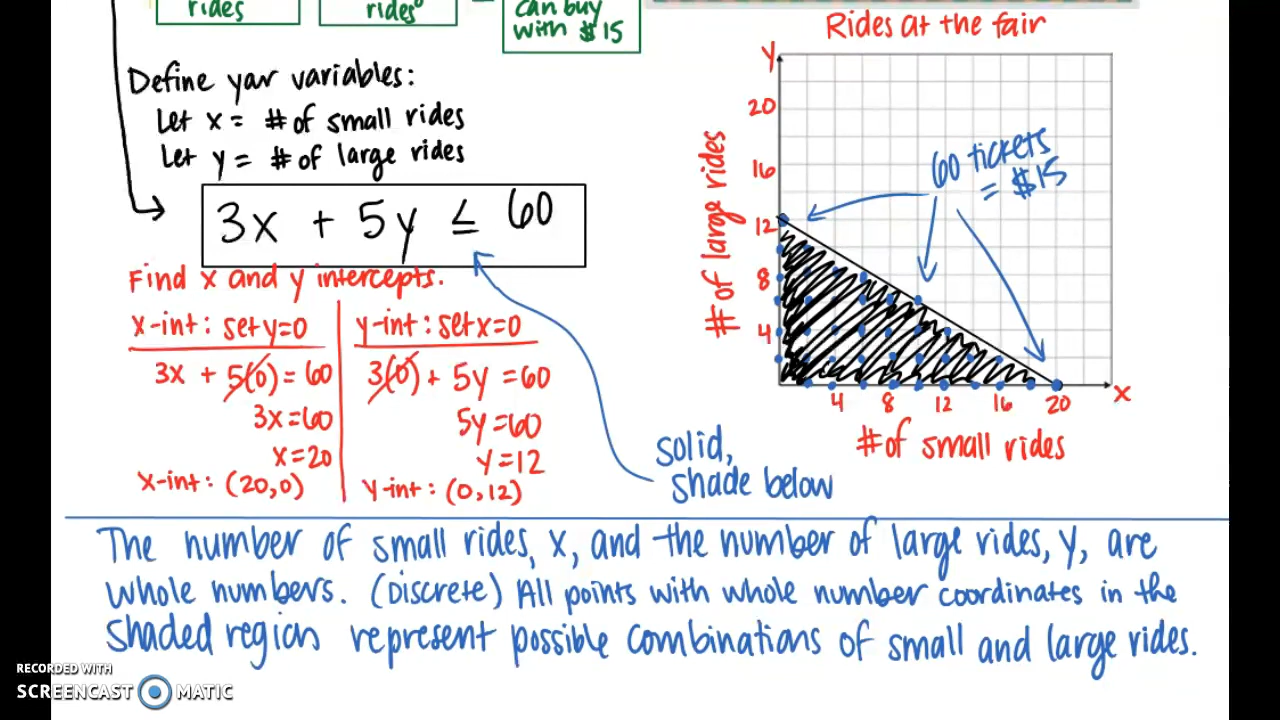 rides
rides
can buy
with $15
Define your variables:
Let x = # of small rides
Let y = # of large rides
3x + 5y ≤ 60
Find x and y intercepts.
x-int: set y=0
3x + 5(0) = 60
3x = 60
x = 20
x-int: (20,0)
y-int: set x=0
3(0) + 5y = 60
5y = 60
y = 12
y-int: (0,12)
solid,
shade below
Rides at the fair
y
20
16
12
8
4
# of large rides
60 tickets
= $15
4 8 12 16 20 x
# of small rides
The number of small rides, x, and the number of large rides, y, are
whole numbers. (Discrete) All points with whole number coordinates in the
shaded region represent possible combinations of small and large rides.
RECORDED WITH
SCREENCAST MATIC